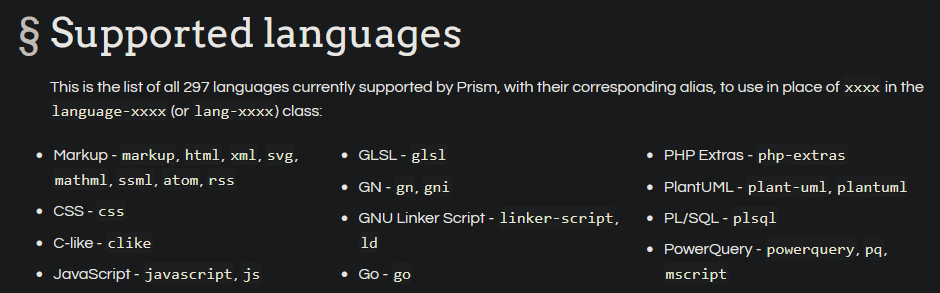 § Supported languages
This is the list of all 297 languages currently supported by Prism, with their corresponding alias, to use in place of xxxx in the
language-xxxx (or lang-xxxx) class:
• Markup - markup, html, xml, svg,
mathml, ssml, atom, rss
• CSS - css
• C-like - clike
• JavaScript - javascript, js
• GLSL - glsl
• GN - gn, gni
• GNU Linker Script - linker-script,
ld
• Go - go
• PHP Extras - php-extras
• PlantUML - plant-uml, plantuml
• PL/SQL - plsql
• PowerQuery - powerquery, pq,
mscript